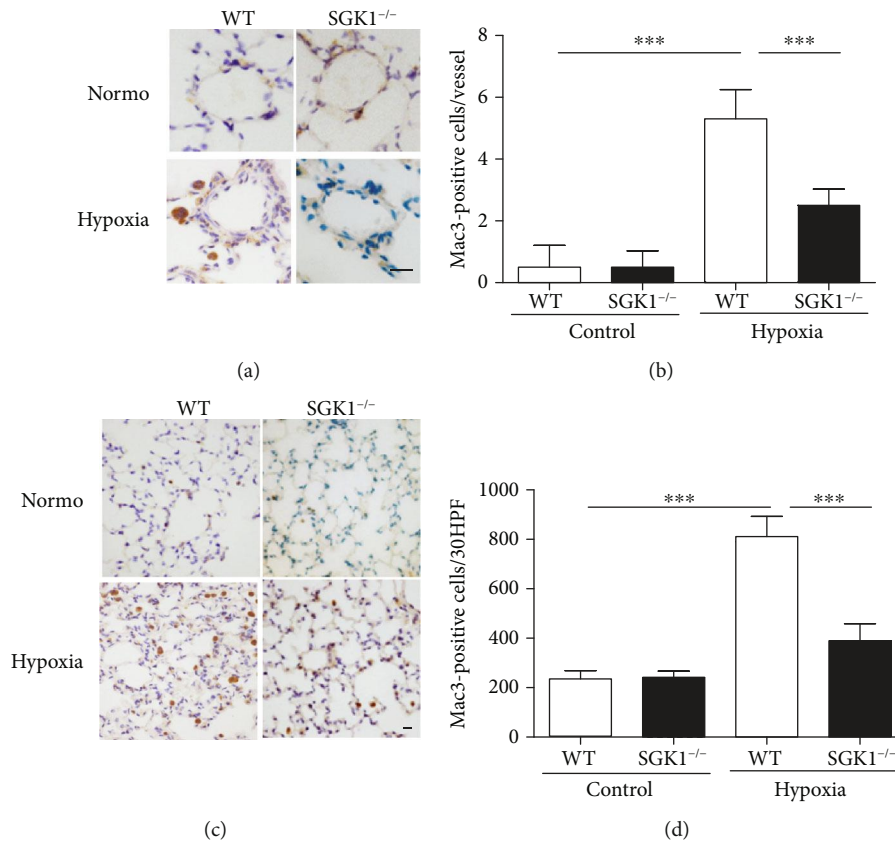 WT SGK1−/−
Normo
Hypoxia
(a)
Mac3-positive cells/vessel
8
6
4
2
0
*** ***
WT SGK1−/− WT SGK1−/−
Control Hypoxia
(b)
WT SGK1−/−
Normo
Hypoxia
(c)
Mac3-positive cells/30HPF
1000
800
600
400
200
0
*** ***
WT SGK1−/− WT SGK1−/−
Control Hypoxia
(d)